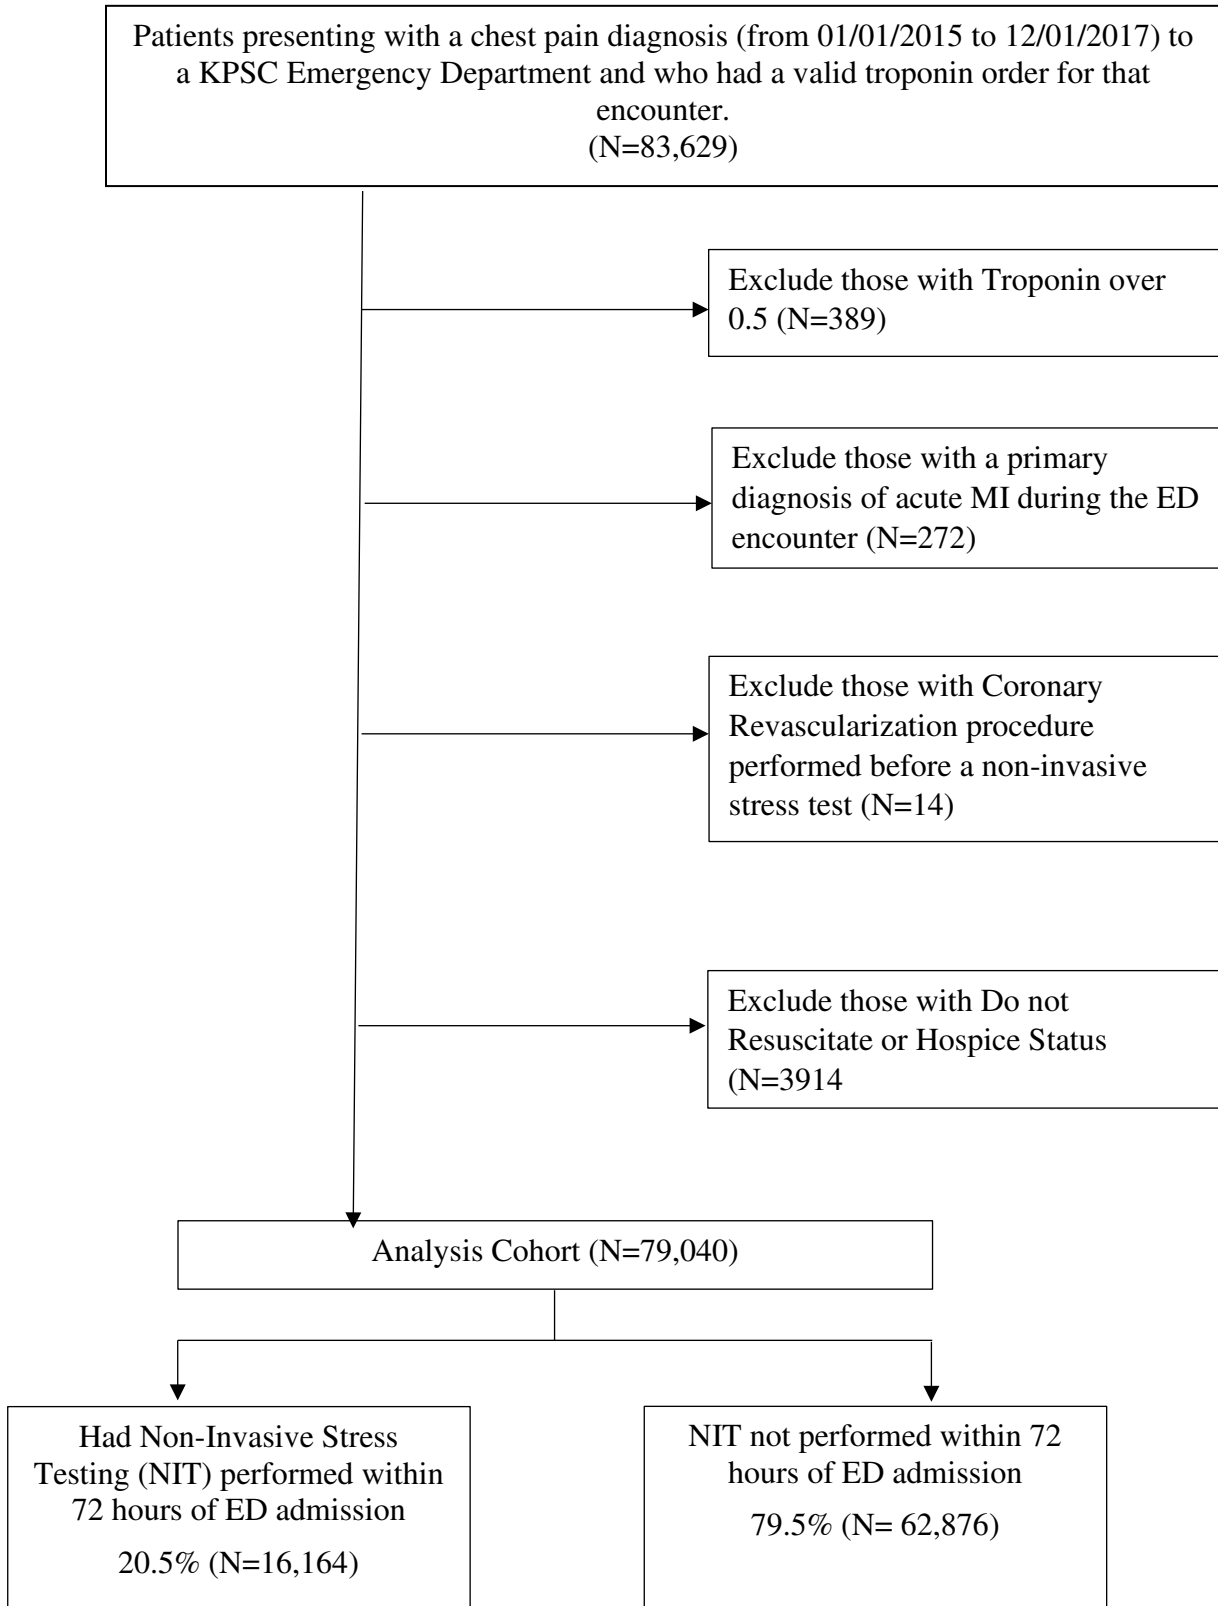 Patients presenting with a chest pain diagnosis (from 01/01/2015 to 12/01/2017) to
a KPSC Emergency Department and who had a valid troponin order for that
encounter.
(N=83,629)
Exclude those with Troponin over
0.5 (N=389)
Exclude those with a primary
diagnosis of acute MI during the ED
encounter (N=272)
Exclude those with Coronary
Revascularization procedure
performed before a non-invasive
stress test (N=14)
Exclude those with Do not
Resuscitate or Hospice Status
(N=3914
Analysis Cohort (N=79,040)
Had Non-Invasive Stress
Testing (NIT) performed within
72 hours of ED admission
20.5% (N=16,164)
NIT not performed within 72
hours of ED admission
79.5% (N= 62,876)